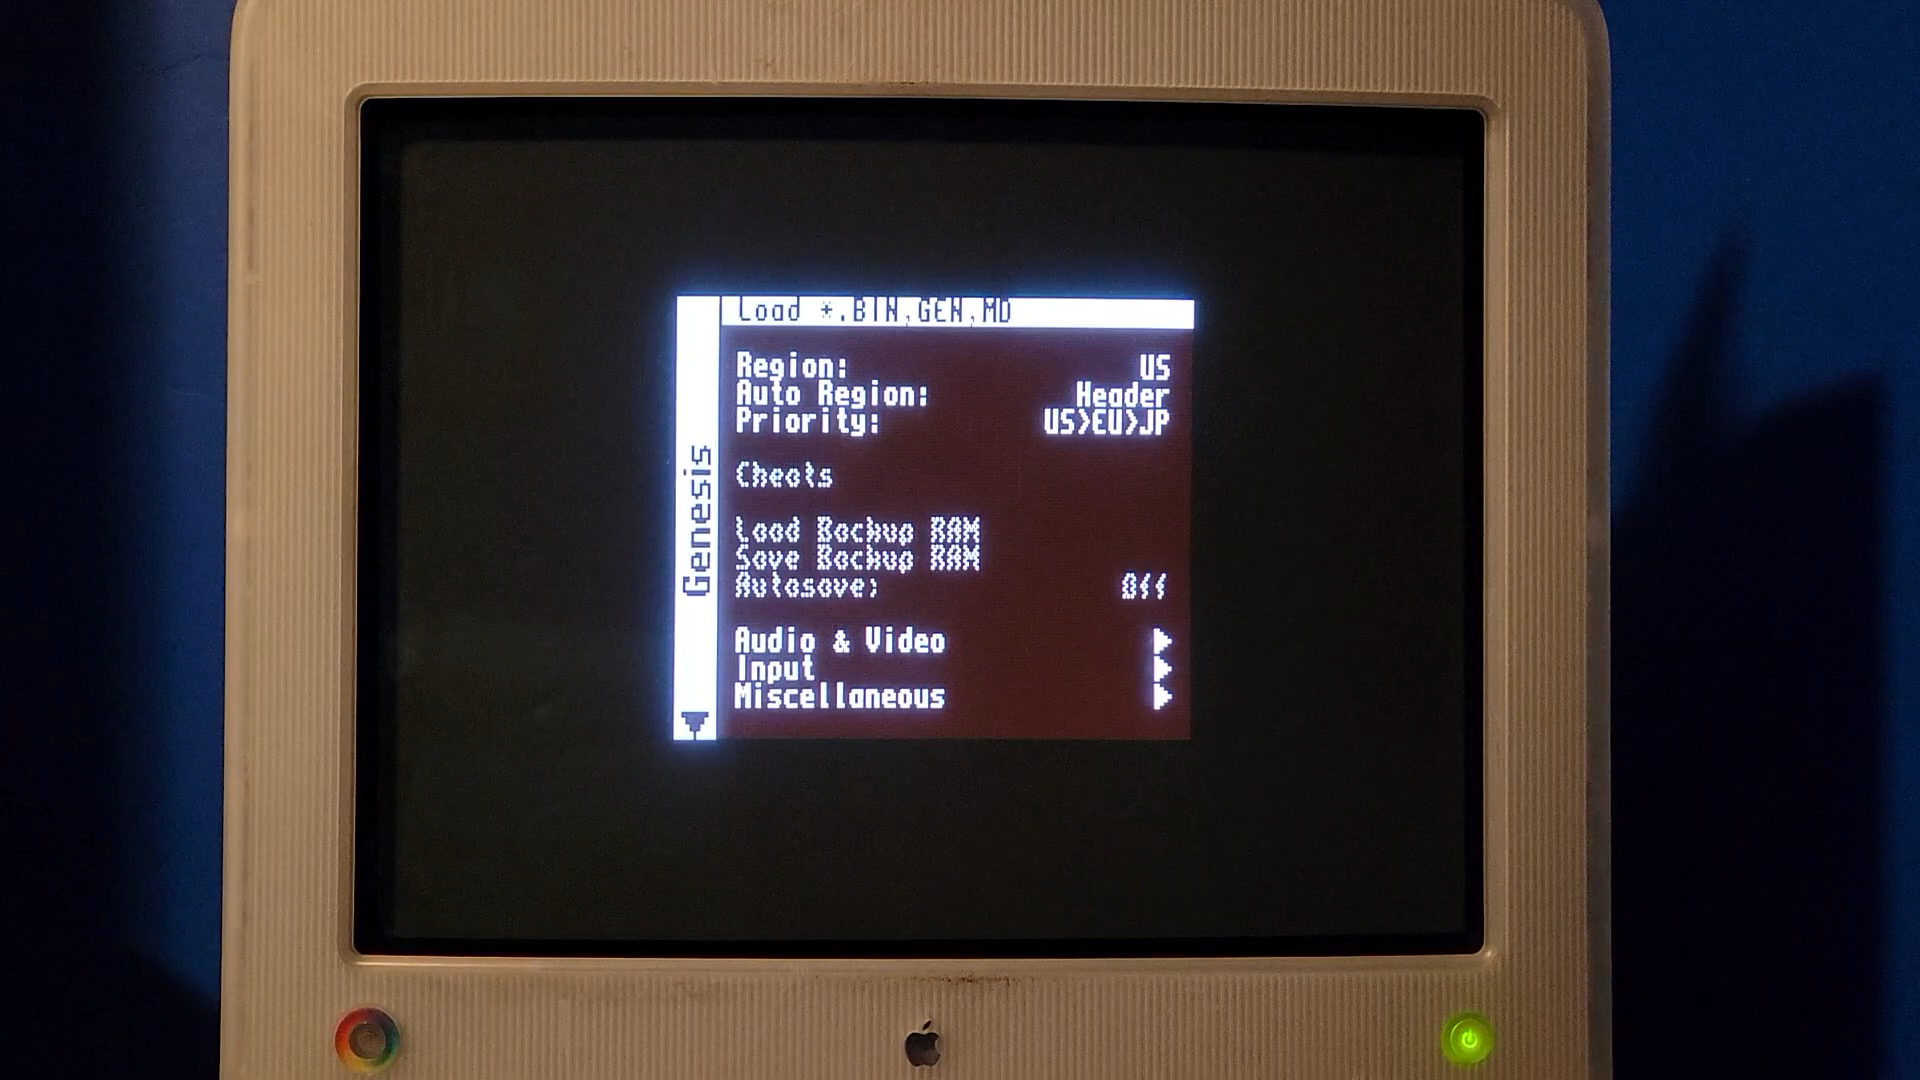 Genesis
Load *.BIN,GEN,MD
Region: US
Auto Region: Header
Priority: US>EU>JP
Cheats
Load Backup RAM
Save Backup RAM
Autosave: Off
Audio & Video
Input
Miscellaneous